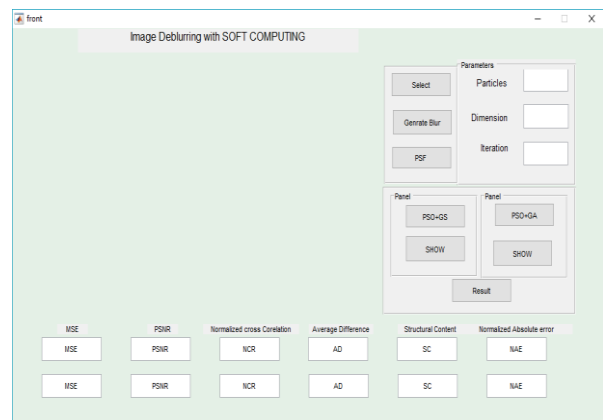 front
Image Deblurring with SOFT COMPUTING
Select
Genrate Blur
PSF
Parameters
Particles
Dimension
Iteration
Panel
PSO+GS
SHOW
Panel
PSO+GA
SHOW
Result
MSE PSNR Normalized cross Corelation Average Difference Structural Content Normalized Absolute error
MSE PSNR NCR AD SC NAE
MSE PSNR NCR AD SC NAE